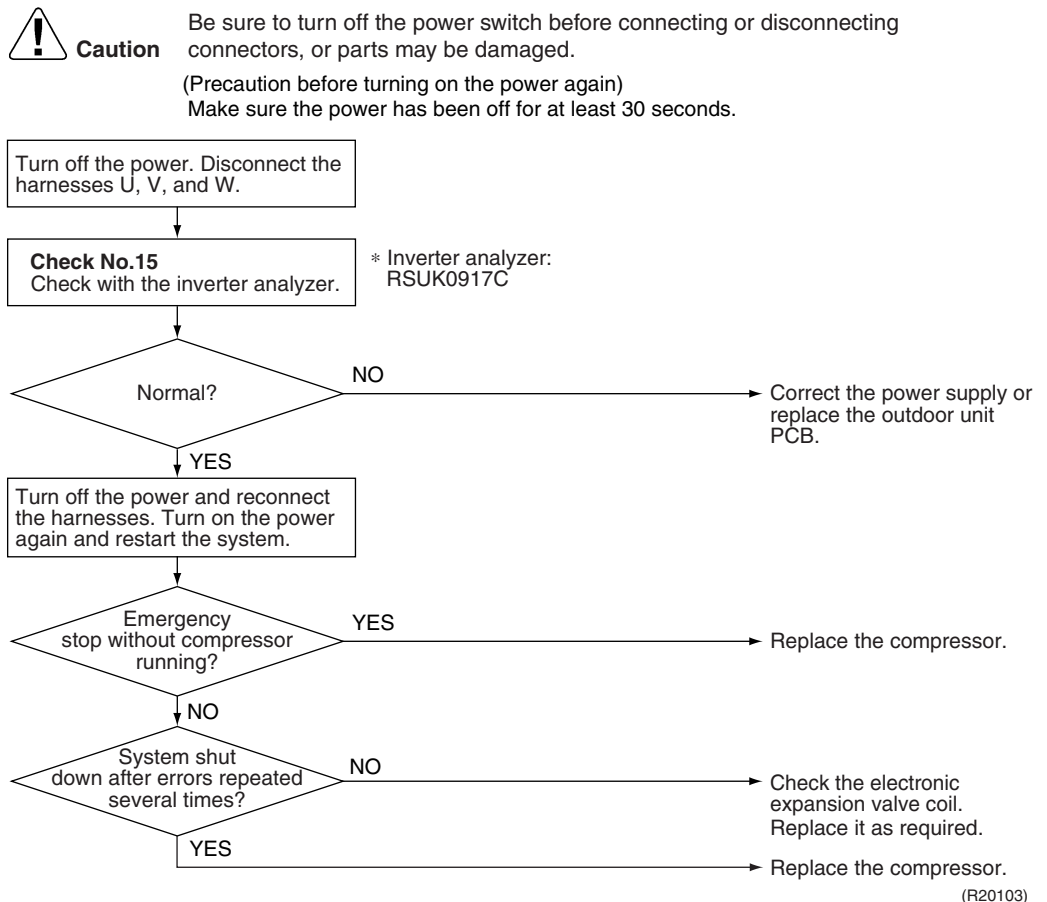 Caution
Be sure to turn off the power switch before connecting or disconnecting
connectors, or parts may be damaged.
(Precaution before turning on the power again)
Make sure the power has been off for at least 30 seconds.
Turn off the power. Disconnect the
harnesses U, V, and W.
Check No.15
Check with the inverter analyzer.
* Inverter analyzer:
RSUK0917C
Normal?
NO
Correct the power supply or
replace the outdoor unit
PCB.
YES
Turn off the power and reconnect
the harnesses. Turn on the power
again and restart the system.
Emergency
stop without compressor
running?
YES
Replace the compressor.
NO
System shut
down after errors repeated
several times?
NO
Check the electronic
expansion valve coil.
Replace it as required.
YES
Replace the compressor.
(R20103)